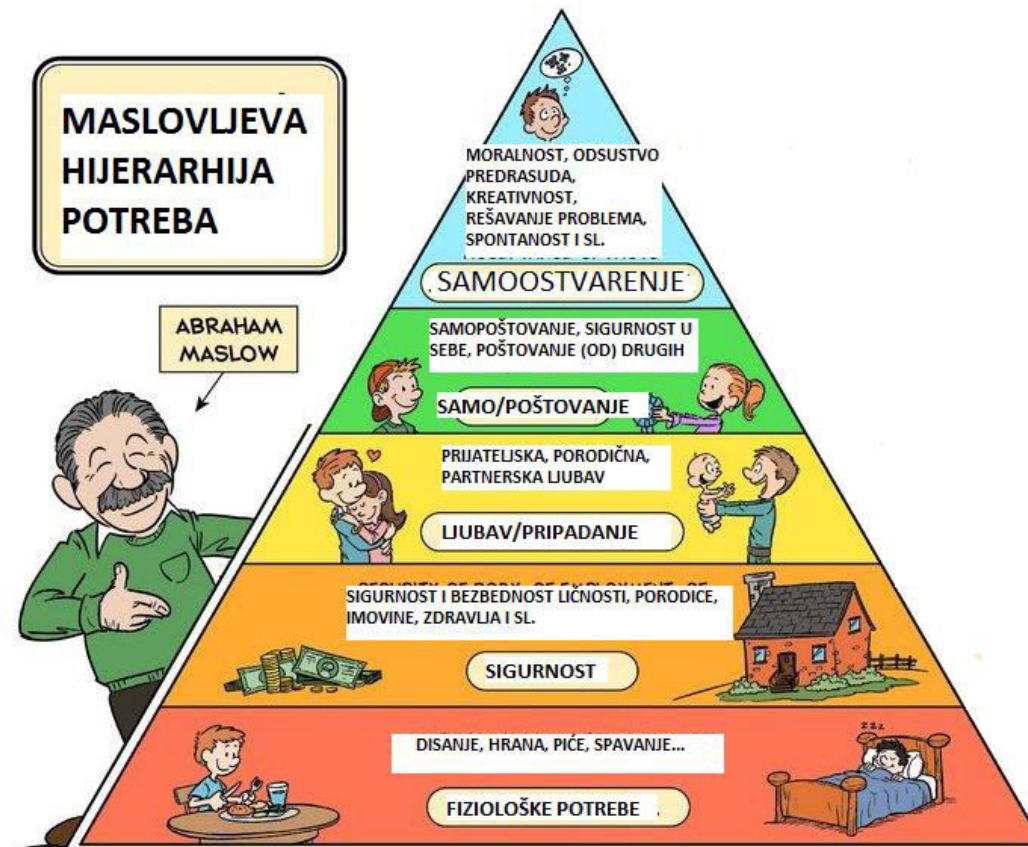 MASLOVLJEVA
HIJERARHIJA
POTREBA
ABRAHAM
MASLOW
MORALNOST, ODSUSTVO
PREDRASUDA,
KREATIVNOST,
REŠAVANJE PROBLEMA,
SPONTANOST I SL.
SAMOOSTVARENJE
SAMOPOŠTOVANJE, SIGURNOST U
SEBE, POŠTOVANJE (OD) DRUGIH
SAMO/POŠTOVANJE
PRIJATELJSKA, PORODIČNA,
PARTNERSKA LJUBAV
LJUBAV/PRIPADANJE
SIGURNOST I BEZBEDNOST LIČNOSTI, PORODICE,
IMOVINE, ZDRAVLJA I SL.
SIGURNOST
zzz
DISANJE, HRANA, PIĆE, SPAVANJE...
FIZIOLOŠKE POTREBE